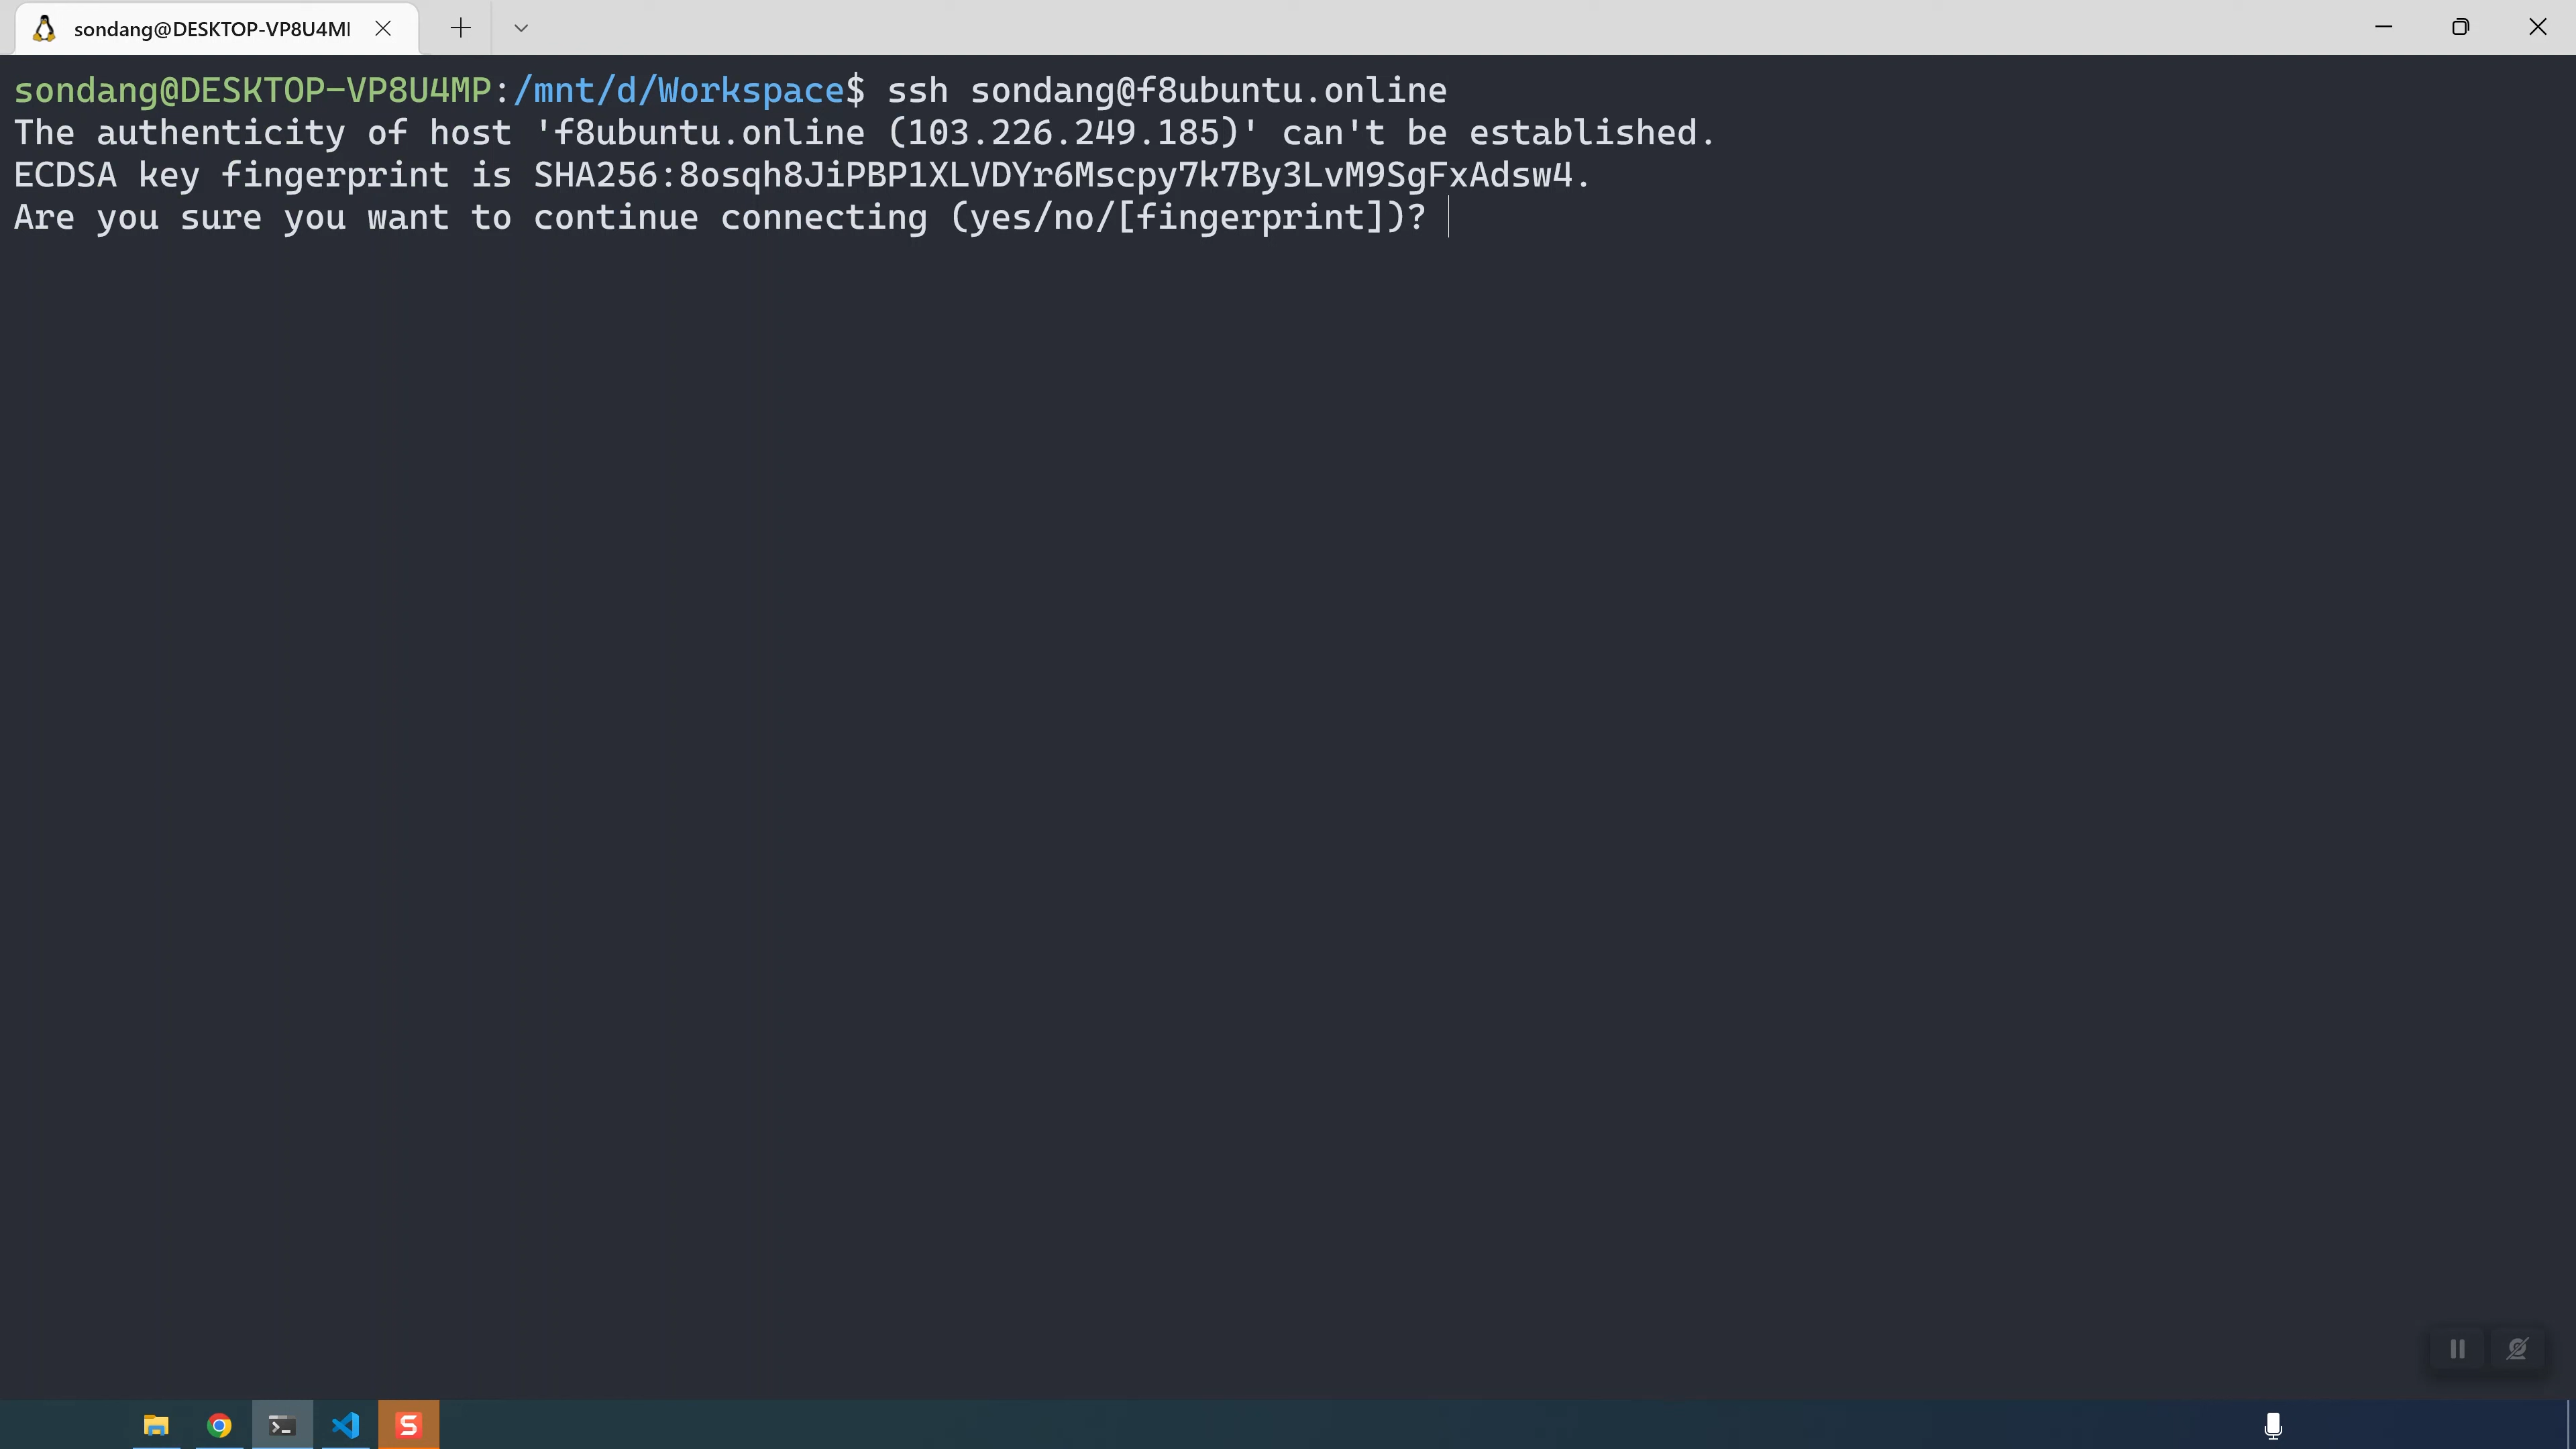 sondang@DESKTOP-VP8U4M
sondang@DESKTOP-VP8U4MP:/mnt/d/Workspace$ ssh sondang@f8ubuntu.online
The authenticity of host 'f8ubuntu.online (103.226.249.185)' can't be established.
ECDSA key fingerprint is SHA256:8osqh8JiPBP1XLVDYr6Mscpy7k7By3LvM9SgFxAdsw4.
Are you sure you want to continue connecting (yes/no/[fingerprint])?